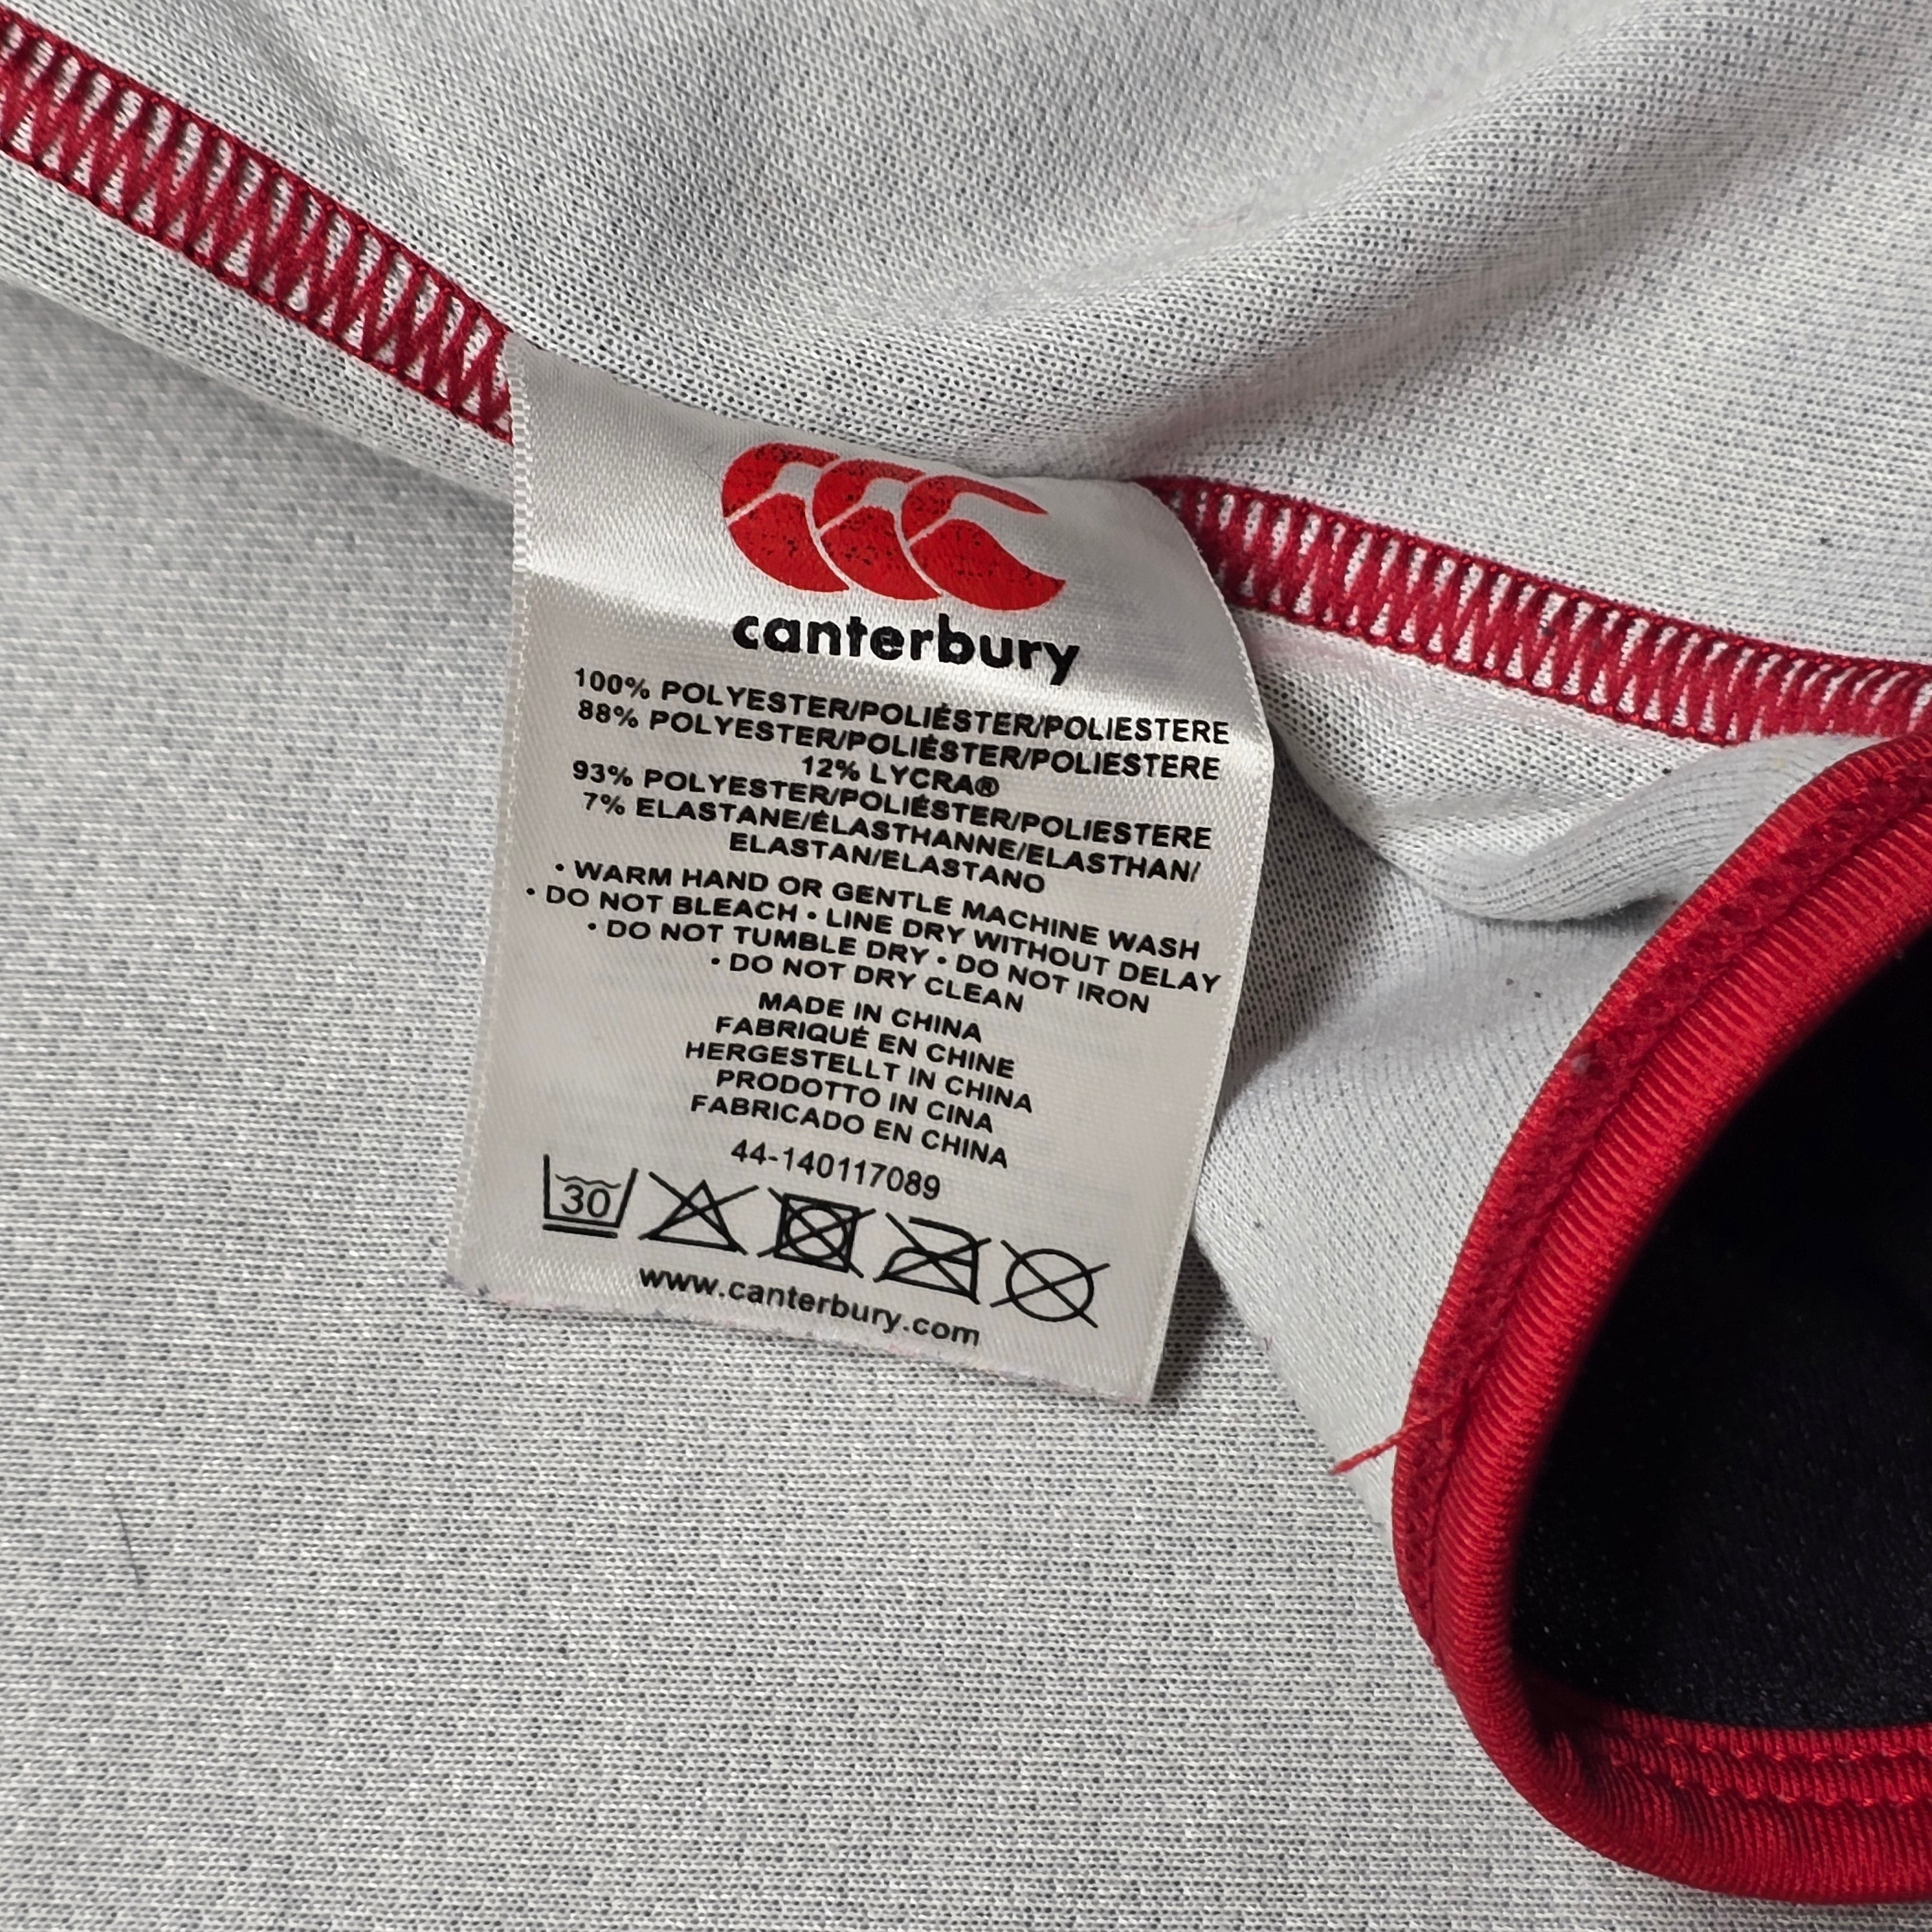 canterbury
100% POLYESTER/POLIÉSTER/POLIESTERE
88% POLYESTER/POLIÉSTER/POLIESTERE
12% LYCRA®
93% POLYESTER/POLIÉSTER/POLIESTERE
7% ELASTANE/ÉLASTHANNE/ELASTHAN/
ELASTAN/ELASTANO
• WARM HAND OR GENTLE MACHINE WASH
• DO NOT BLEACH • LINE DRY WITHOUT DELAY
• DO NOT TUMBLE DRY • DO NOT IRON
• DO NOT DRY CLEAN
MADE IN CHINA
FABRIQUÉ EN CHINE
HERGESTELLT IN CHINA
PRODOTTO IN CINA
FABRICADO EN CHINA
44-140117089
30
www.canterbury.com